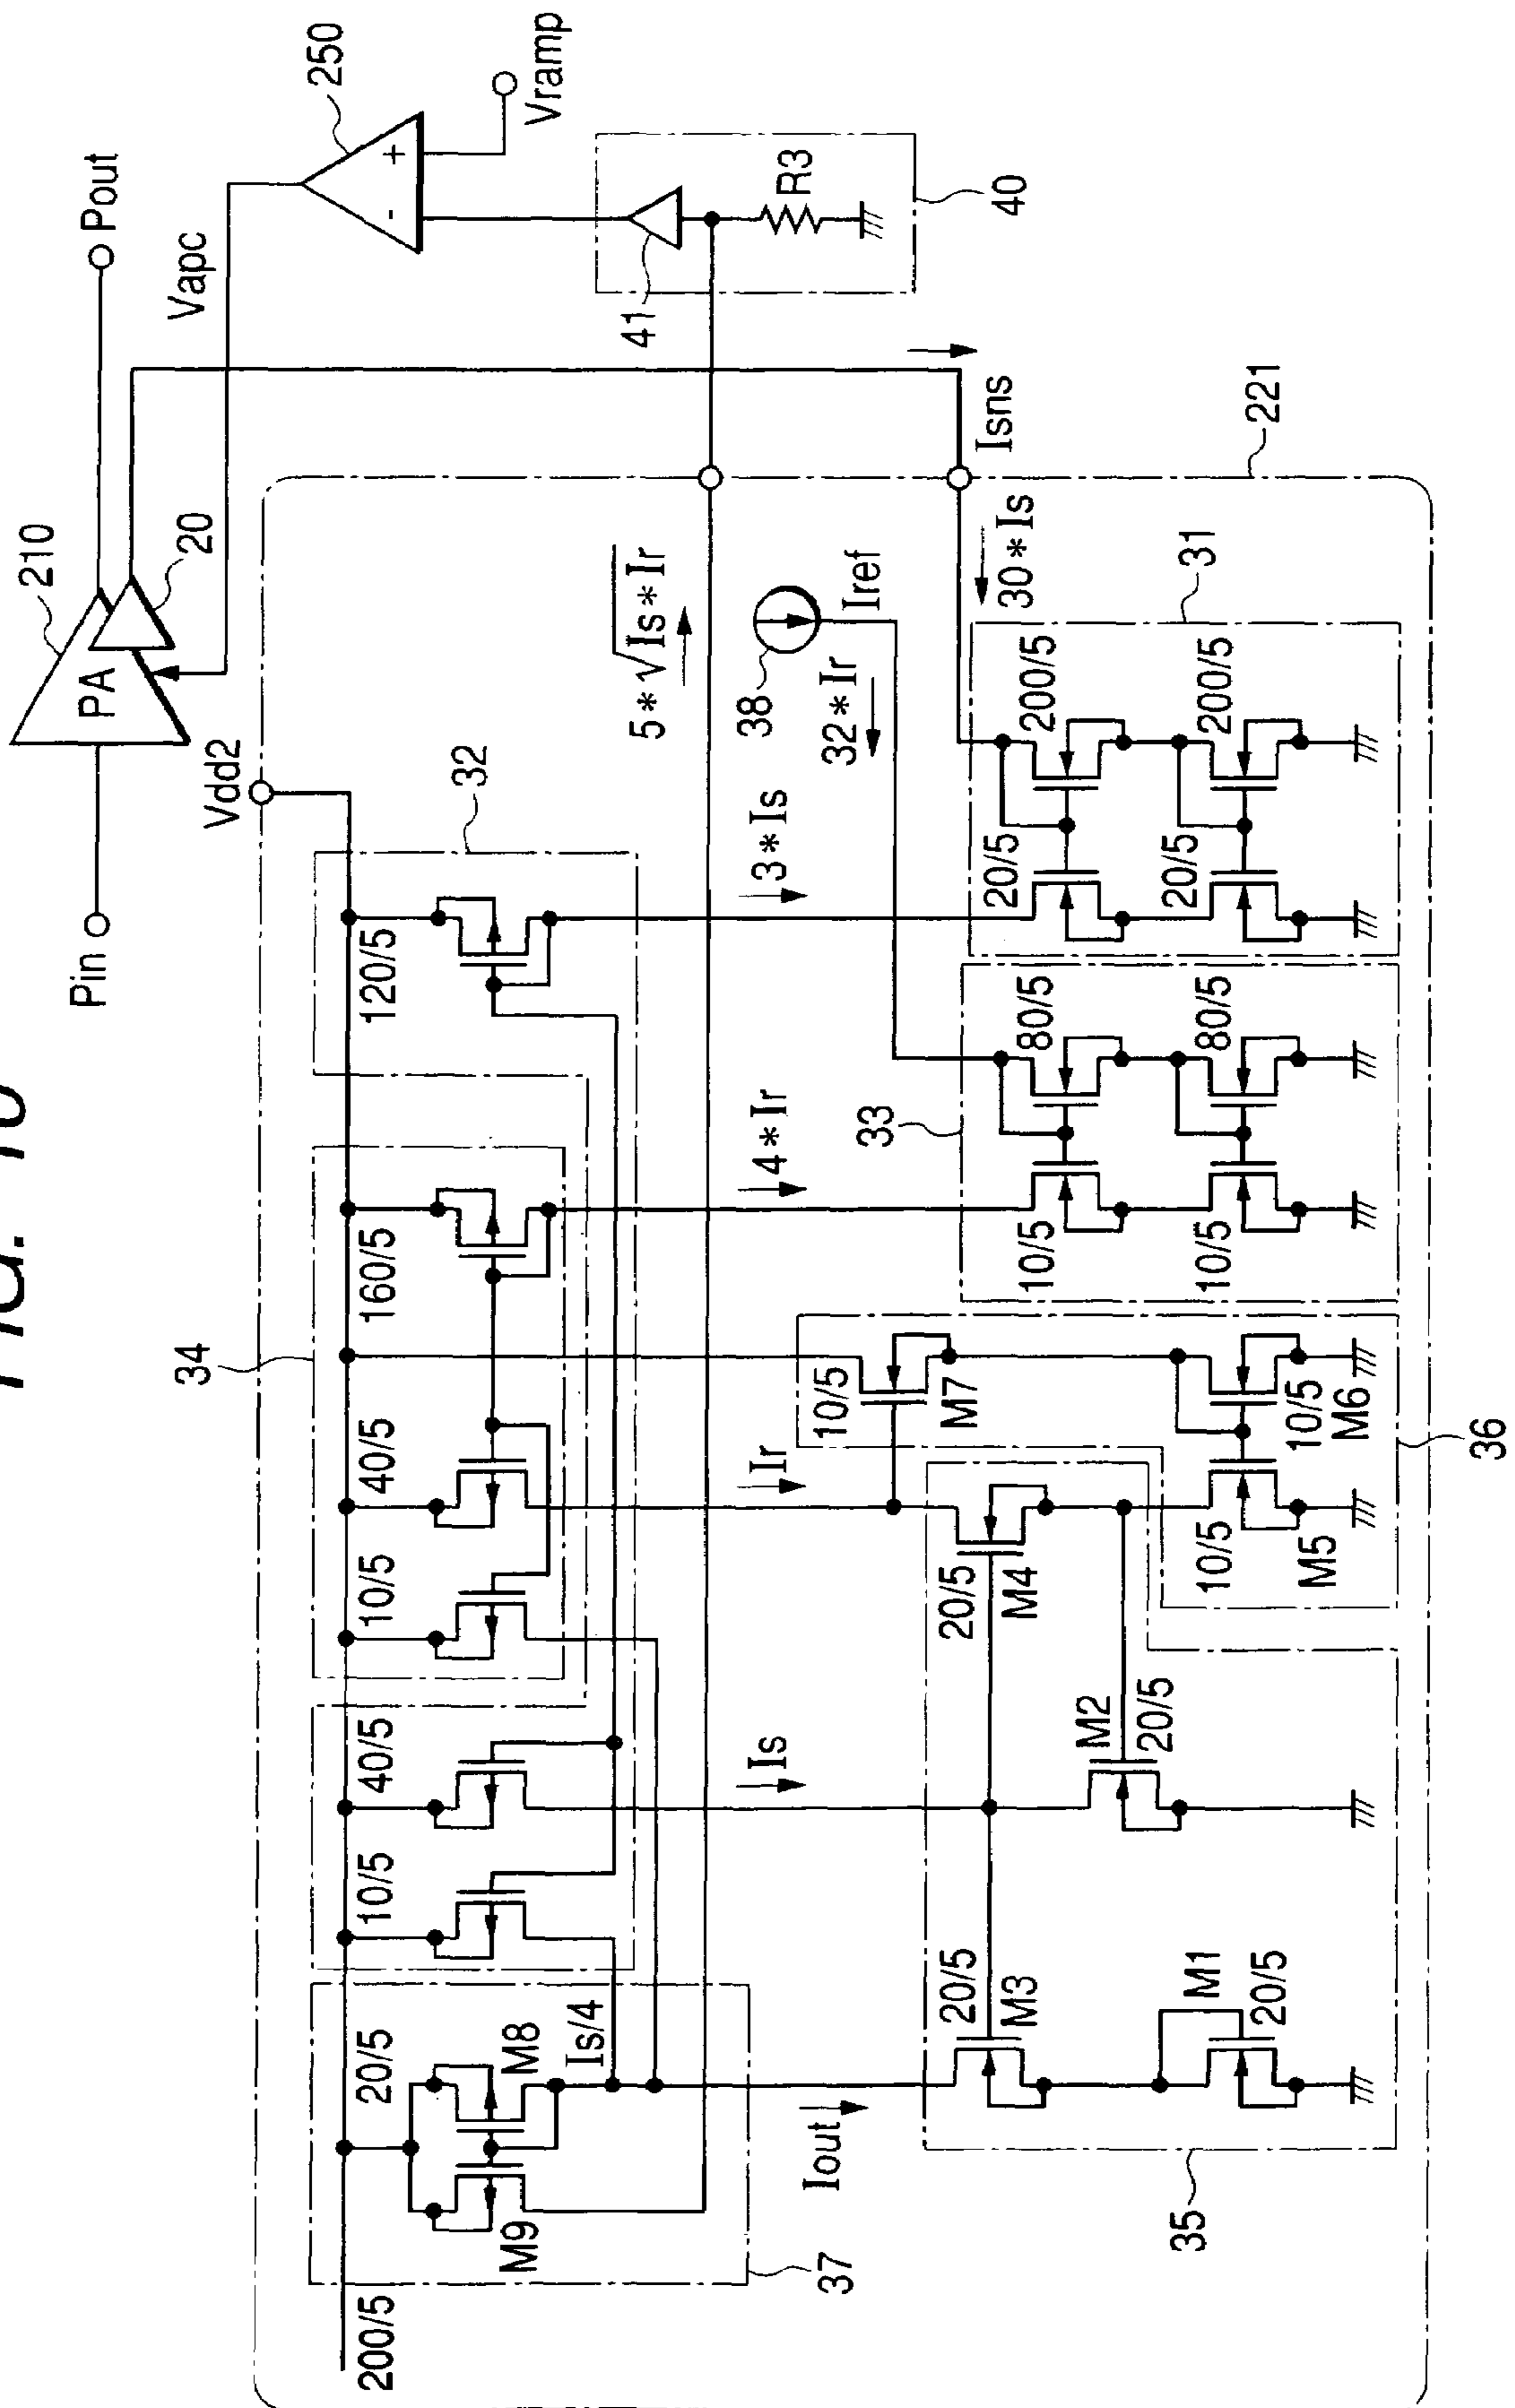 210
PA
20
Pin
Pout
Vapc
250
-
+
Vramp
41
R3
40
Vdd2
34
32
10/5
40/5
160/5
120/5
20/5
10/5
40/5
M9
M8
200/5
Is/4
37
Iout
Is
Ir
4*Ir
3*Is
5*√Is*Ir
38
Iref
32*Ir
30*Is
Isns
221
31
20/5
200/5
20/5
200/5
33
10/5
80/5
10/5
80/5
10/5
M7
10/5
M5
10/5
M6
36
20/5
M4
M2
20/5
20/5
M3
M1
20/5
35